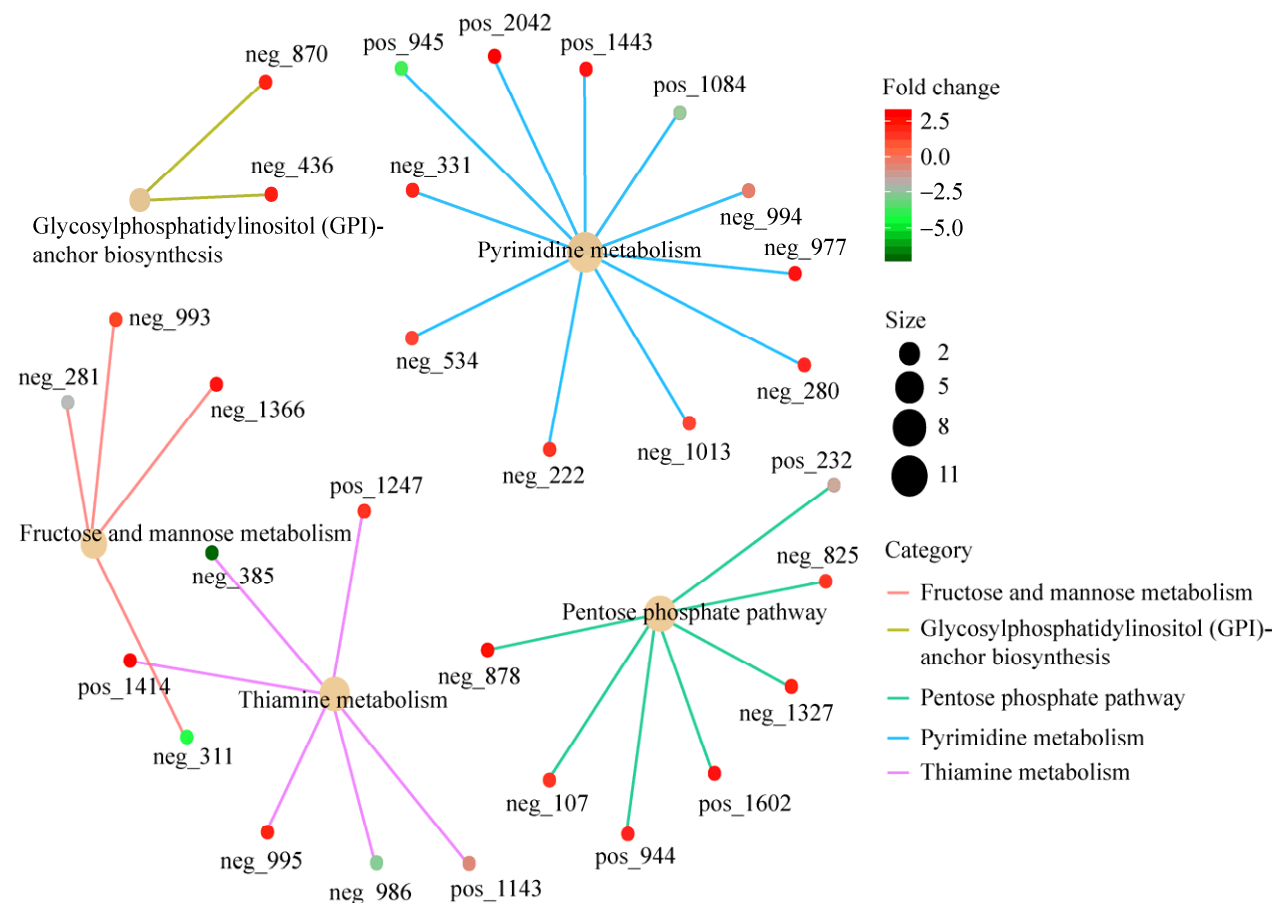 neg_870
pos_945
pos_2042
pos_1443
pos_1084
neg_436
neg_331
neg_994
neg_977
Glycosylphosphatidylinositol (GPI)-
anchor biosynthesis
Pyrimidine metabolism
neg_534
neg_280
neg_1013
neg_222
neg_993
neg_281
neg_1366
Fructose and mannose metabolism
pos_1247
neg_385
pos_1414
Thiamine metabolism
neg_311
neg_995
neg_986
pos_1143
pos_232
neg_825
Pentose phosphate pathway
neg_878
neg_1327
neg_107
pos_1602
pos_944
Fold change
2.5
0.0
−2.5
−5.0
Size
2
5
8
11
Category
Fructose and mannose metabolism
Glycosylphosphatidylinositol (GPI)-
anchor biosynthesis
Pentose phosphate pathway
Pyrimidine metabolism
Thiamine metabolism